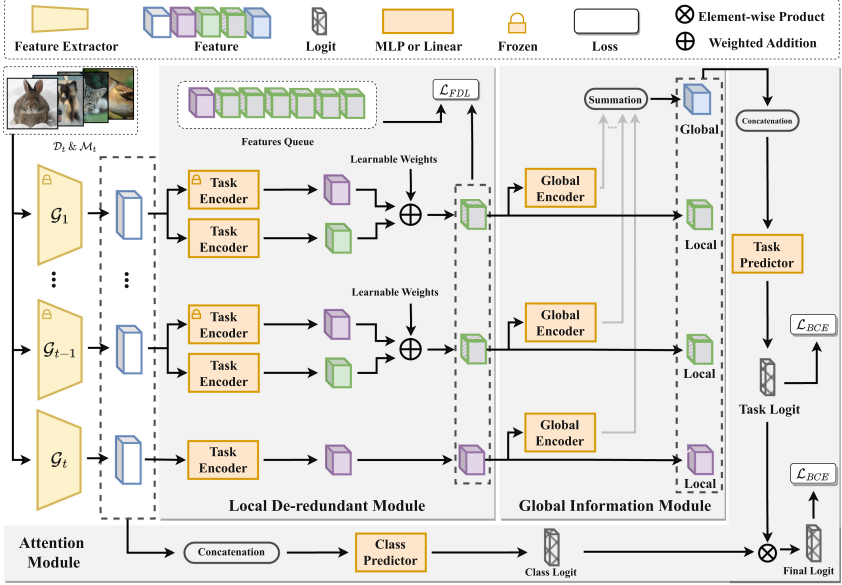 Feature Extractor
Feature
Logit
MLP or Linear
Frozen
Loss
Element-wise Product
Weighted Addition
𝒟ₜ & ℳₜ
Features Queue
ℒ_FDL
Summation
Global
Concatenation
Learnable Weights
𝒢₁
Task
Encoder
Task
Encoder
Global
Encoder
...
Local
Task
Predictor
Learnable Weights
𝒢ₜ₋₁
Task
Encoder
Task
Encoder
Global
Encoder
Local
ℒ_BCE
Task Logit
𝒢ₜ
Task
Encoder
Global
Encoder
Local
ℒ_BCE
Local De-redundant Module
Global Information Module
Attention
Module
Concatenation
Class
Predictor
Class Logit
Final Logit